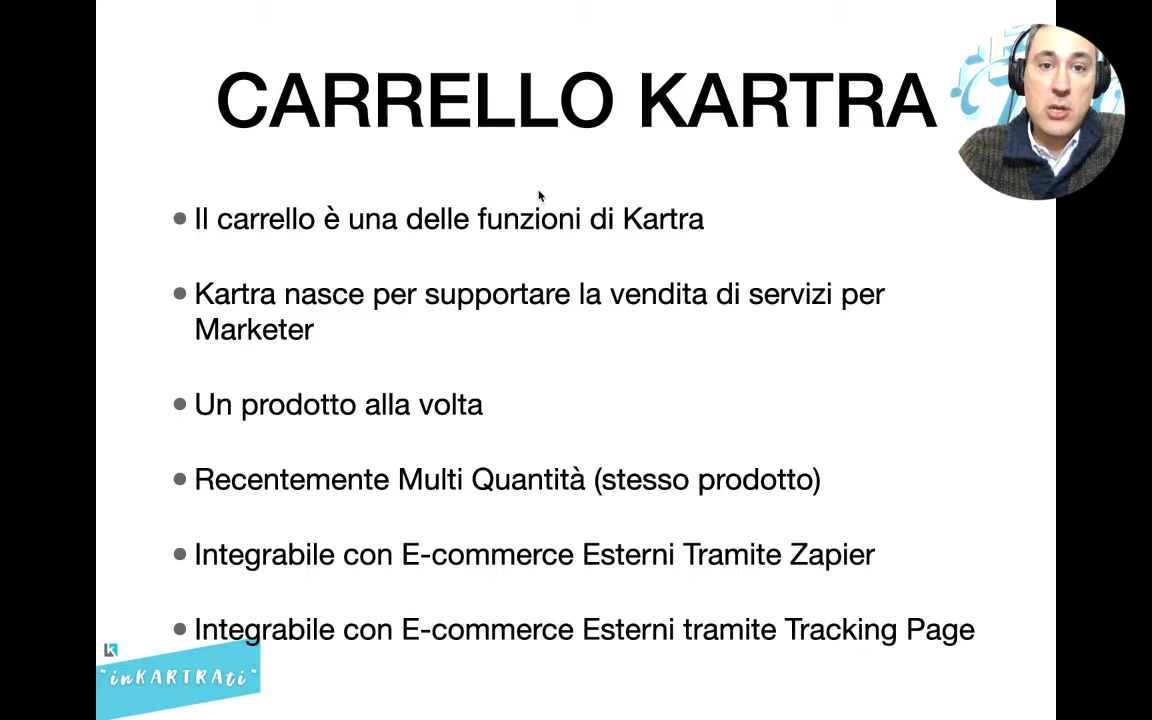 CARRELLO KARTRA
Il carrello è una delle funzioni di Kartra
Kartra nasce per supportare la vendita di servizi per
Marketer
Un prodotto alla volta
Recentemente Multi Quantità (stesso prodotto)
Integrabile con E-commerce Esterni Tramite Zapier
Integrabile con E-commerce Esterni tramite Tracking Page
"inKARTRAti"